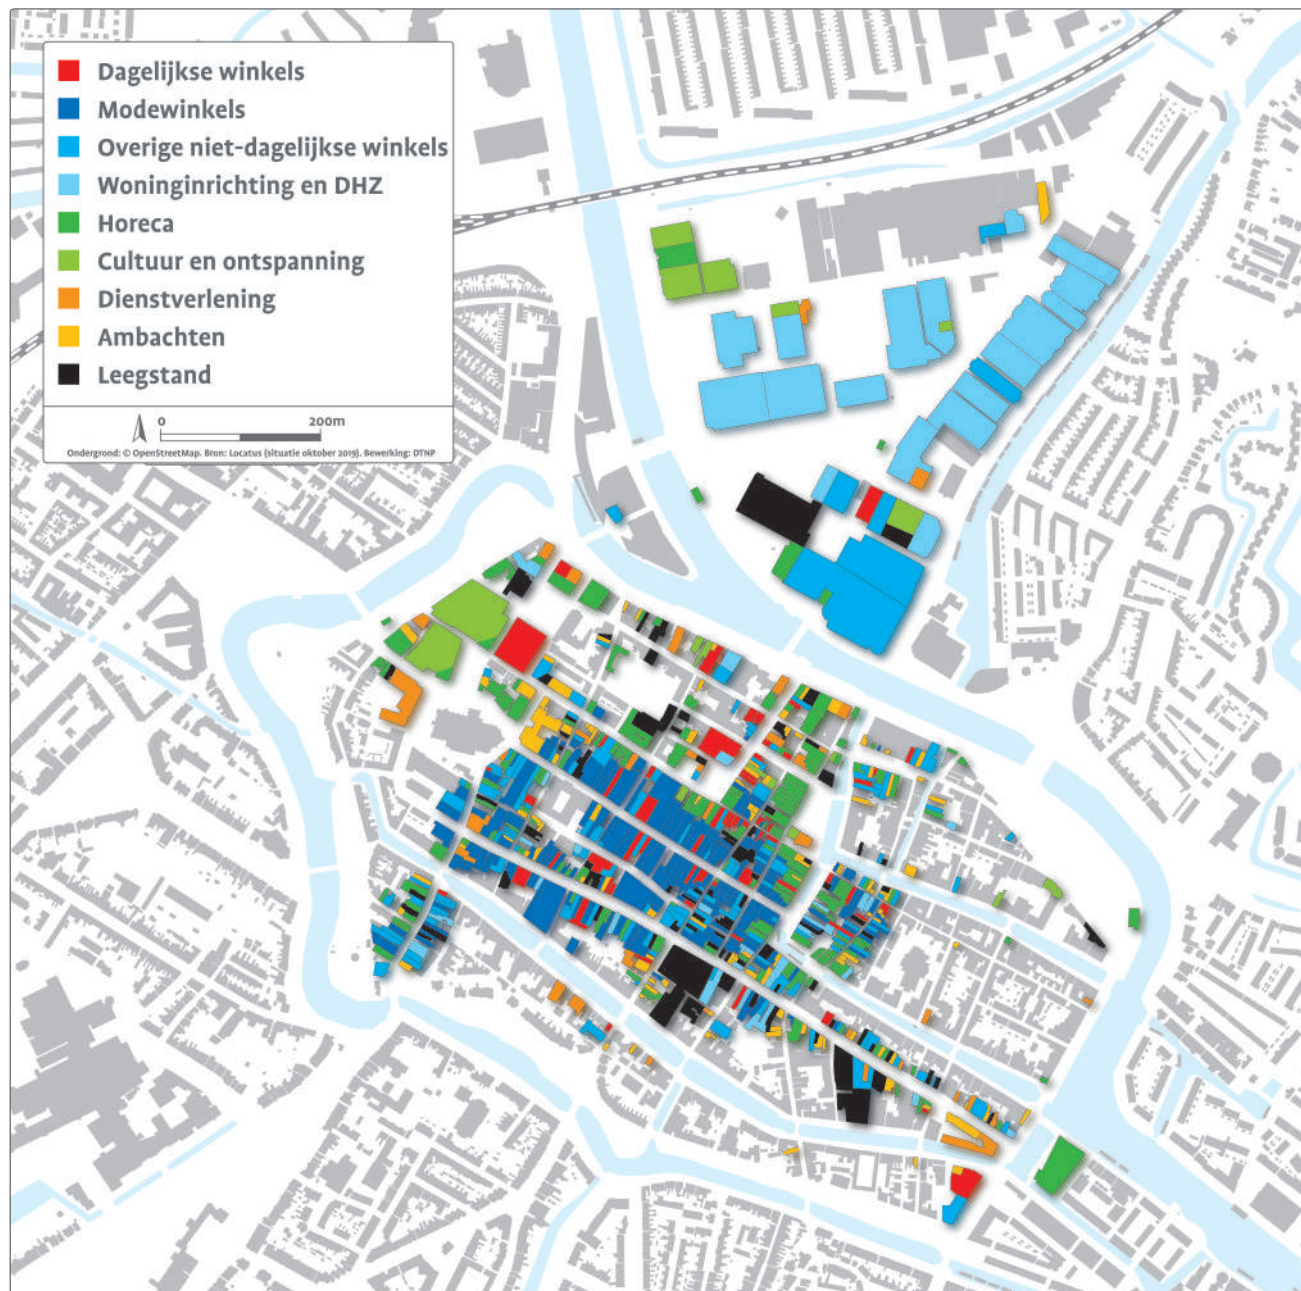 Dagelijkse winkels
Modewinkels
Overige niet-dagelijkse winkels
Woninginrichting en DHZ
Horeca
Cultuur en ontspanning
Dienstverlening
Ambachten
Leegstand
0 200m
Ondergrond: © OpenStreetMap. Bron: Locatus (situatie oktober 2019). Bewerking: DTNP